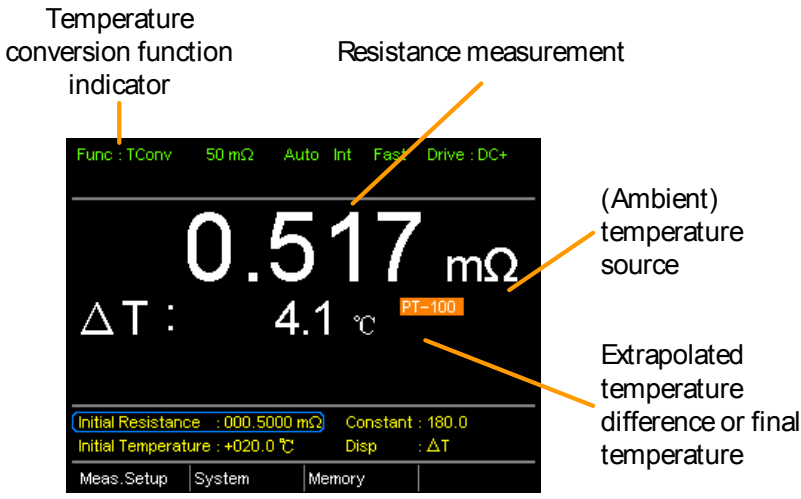 Temperature
conversion function
indicator
Resistance measurement
Func : TConv 50 mΩ Auto Int Fast Drive : DC+
0.517 mΩ
(Ambient)
temperature
source
PT-100
ΔT : 4.1 ℃
Extrapolated
temperature
difference or final
temperature
Initial Resistance : 000.5000 mΩ Constant : 180.0
Initial Temperature : +020.0 ℃ Disp : ΔT
Meas.Setup System Memory